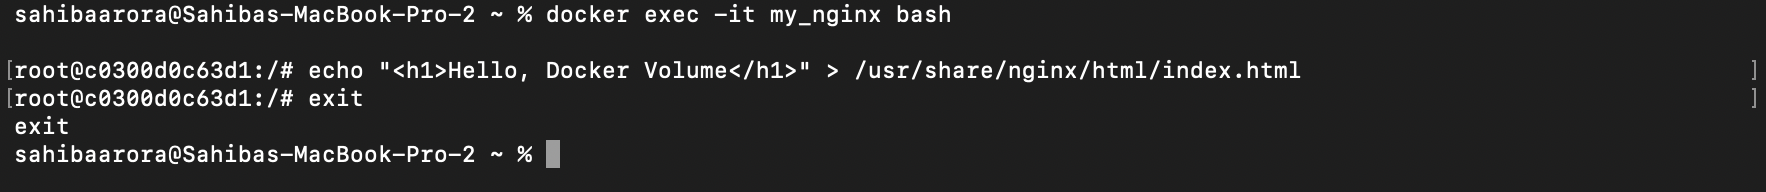 sahibaarora@Sahibas-MacBook-Pro-2 ~ % docker exec -it my_nginx bash
[root@c0300d0c63d1:/# echo "<h1>Hello, Docker Volume</h1>" > /usr/share/nginx/html/index.html ]
[root@c0300d0c63d1:/# exit ]
exit
sahibaarora@Sahibas-MacBook-Pro-2 ~ %